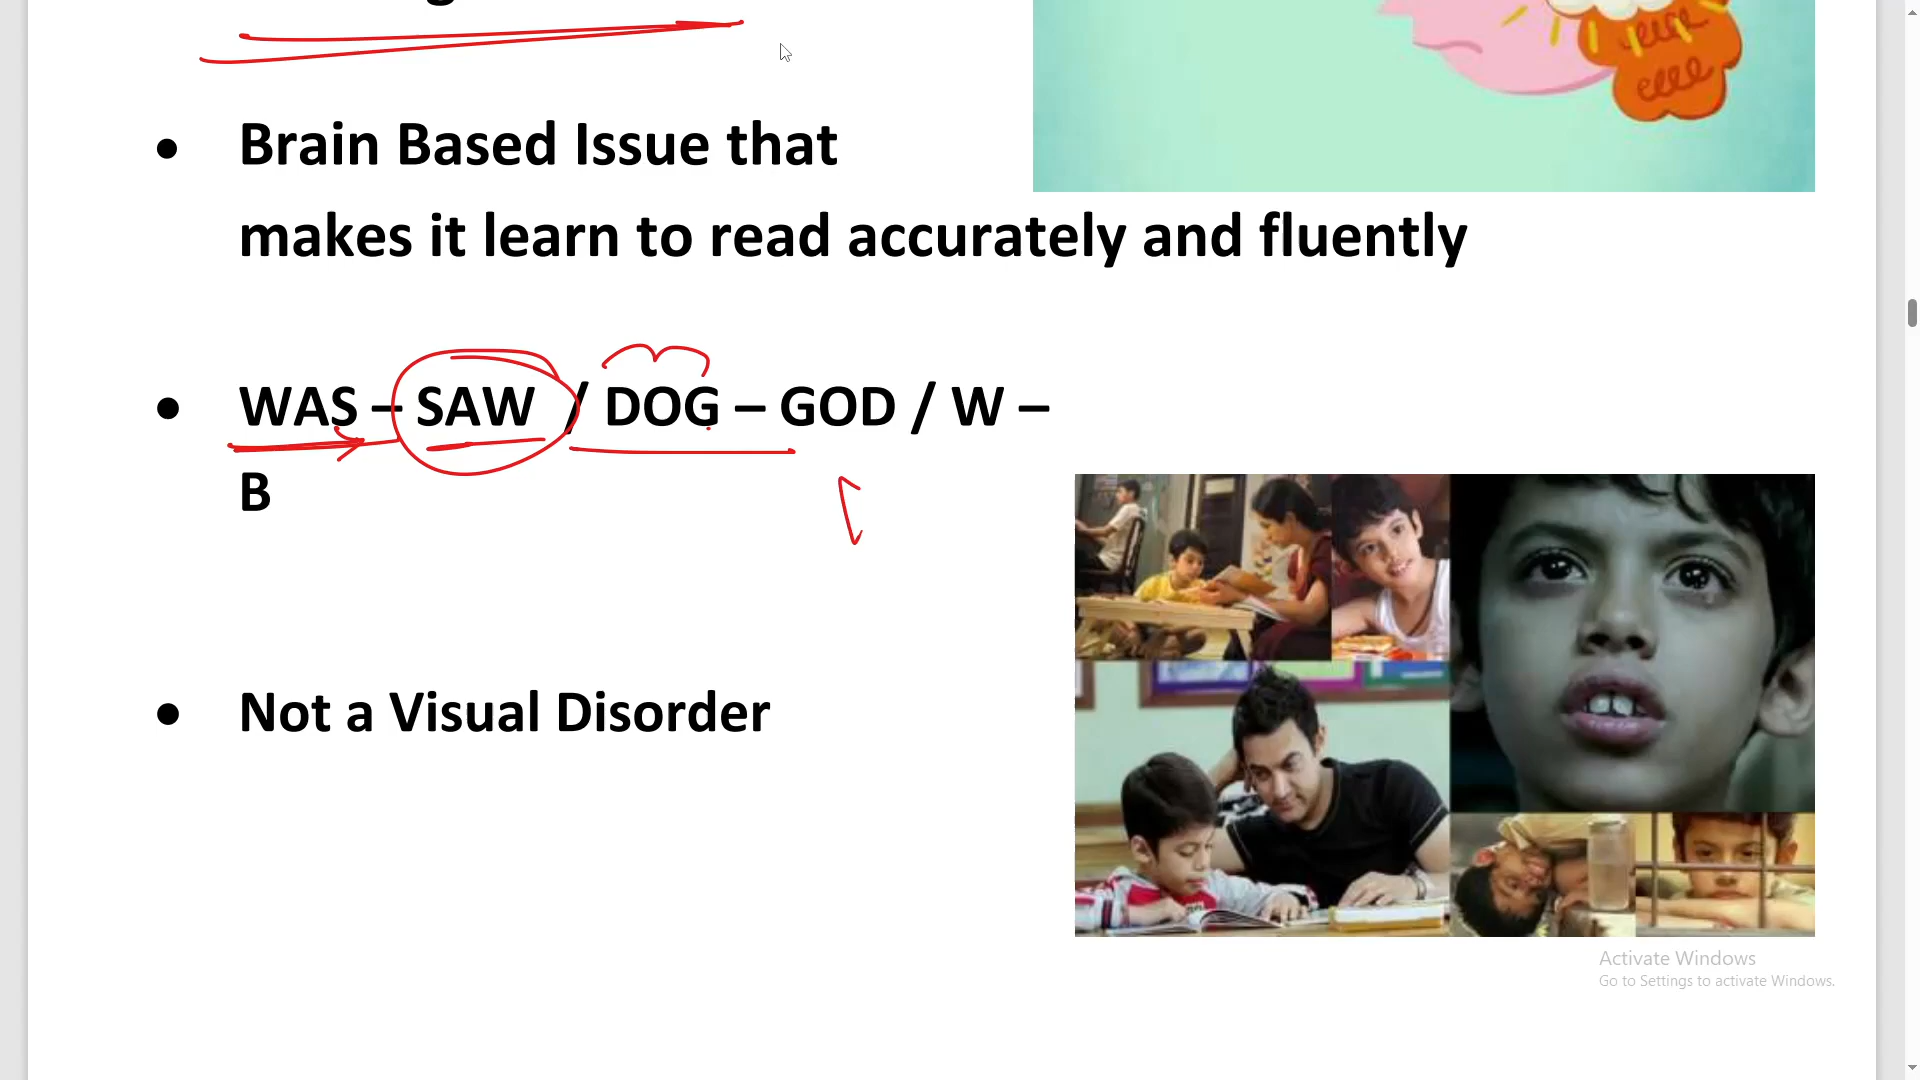 Brain Based Issue that
makes it learn to read accurately and fluently
WAS – SAW / DOG – GOD / W –
B
Not a Visual Disorder
Activate Windows
Go to Settings to activate Windows.